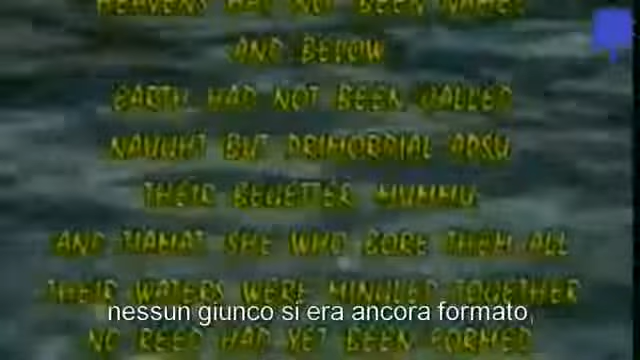 HEAVENS HAD NOT BEEN NAMED
AND BELOW
EARTH HAD NOT BEEN CALLED
NAUGHT BUT PRIMORDIAL APSU
THEIR BEGETTER MUMMU
AND TIAMAT SHE WHO BORE THEM ALL
THEIR WATERS WERE MINGLED TOGETHER
nessun giunco si era ancora formato,
NO REED HAD YET BEEN FORMED